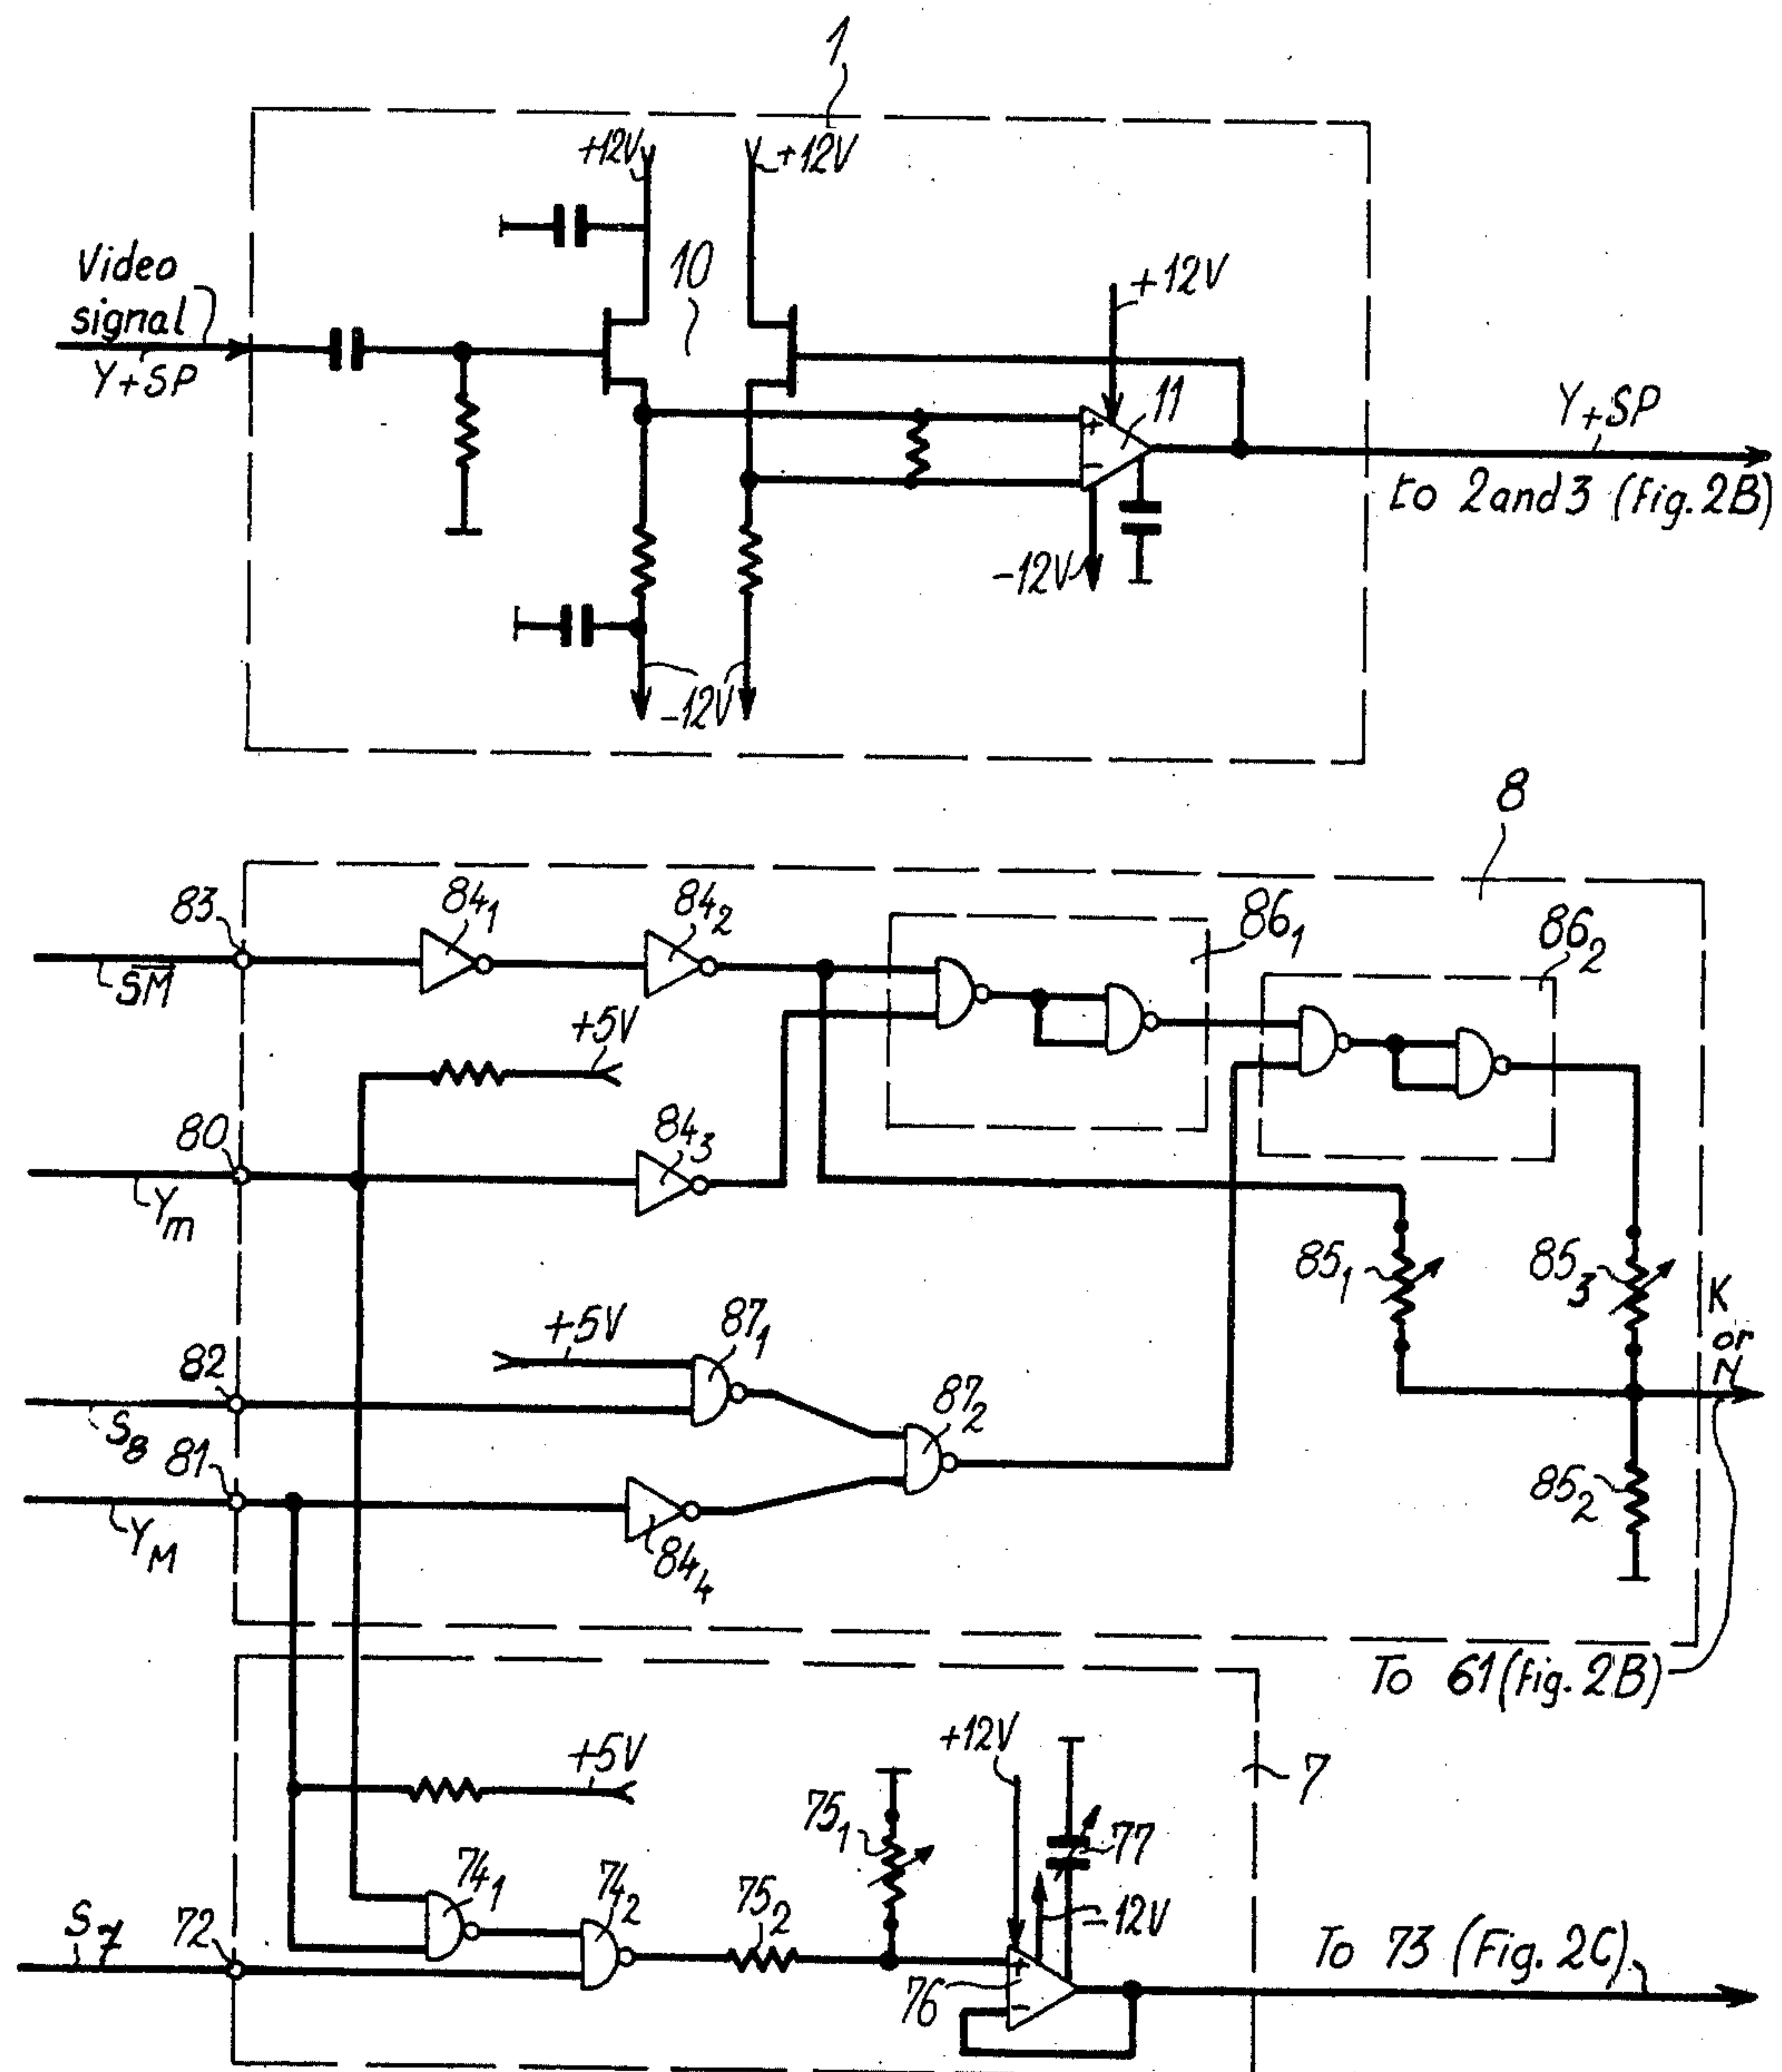 1
+12V
+12V
10
Video
signal
Y+SP
+12V
11
Y+SP
to 2 and 3 (Fig. 2B)
-12V
-12V
8
83
84₁
84₂
86₁
86₂
S̅M̅
+5V
80
84₃
Yₘ
85₁
85₃
K
or
N
+5V
87₁
82
87₂
S₈
81
85₂
Y_M
84₄
To 61 (Fig. 2B)
+12V
+5V
7
75₁
77
74₁
74₂
75₂
-12V
S₇
72
To 73 (Fig. 2C)
76
+
-
+
-